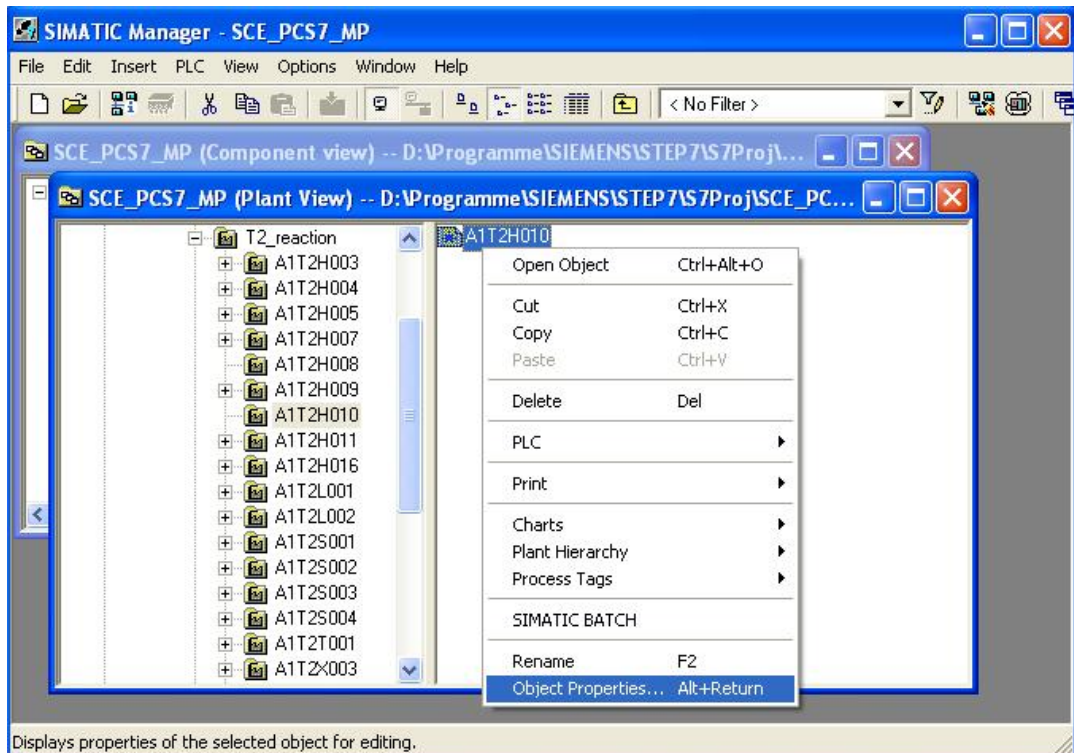 SIMATIC Manager - SCE_PCS7_MP
File Edit Insert PLC View Options Window Help
< No Filter >
SCE_PCS7_MP (Component view) -- D:\Programme\SIEMENS\STEP7\S7Proj\...
SCE_PCS7_MP (Plant View) -- D:\Programme\SIEMENS\STEP7\S7Proj\SCE_PC...
T2_reaction
A1T2H003
A1T2H004
A1T2H005
A1T2H007
A1T2H008
A1T2H009
A1T2H010
A1T2H011
A1T2H016
A1T2L001
A1T2L002
A1T2S001
A1T2S002
A1T2S003
A1T2S004
A1T2T001
A1T2X003
A1T2H010
Open Object Ctrl+Alt+O
Cut Ctrl+X
Copy Ctrl+C
Paste Ctrl+V
Delete Del
PLC
Print
Charts
Plant Hierarchy
Process Tags
SIMATIC BATCH
Rename F2
Object Properties... Alt+Return
Displays properties of the selected object for editing.